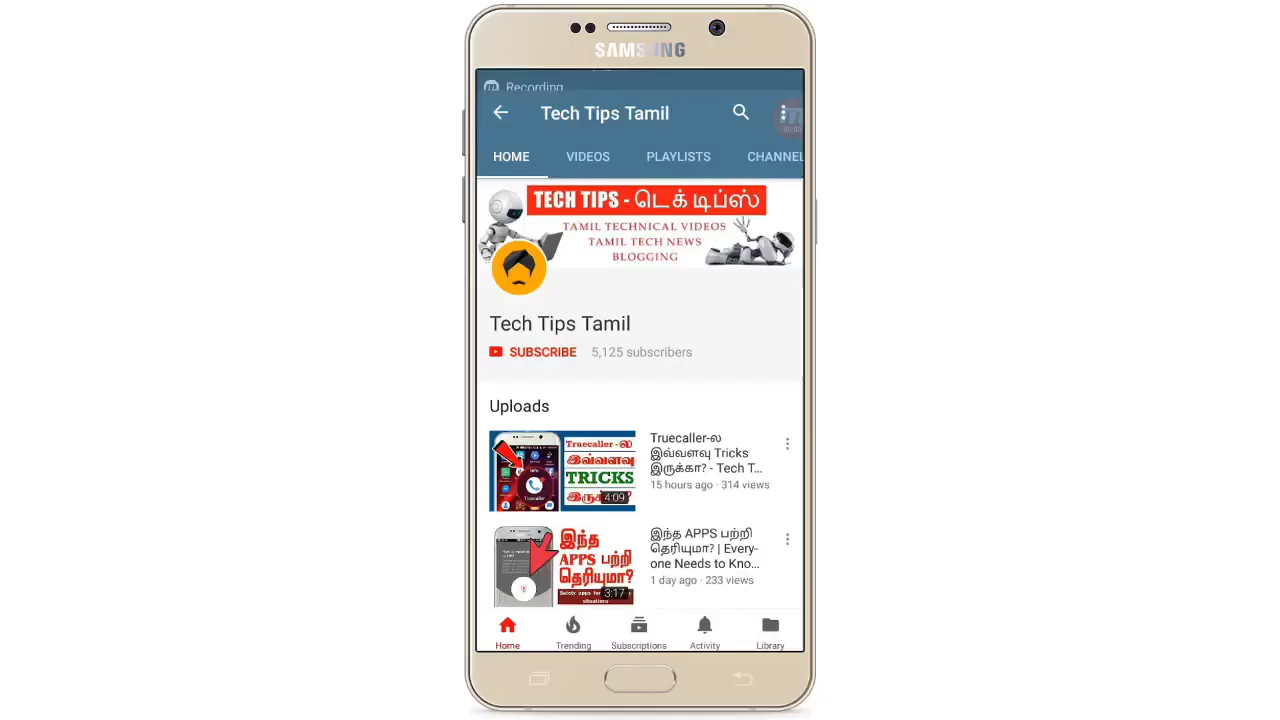 SAMSUNG
Recording
Tech Tips Tamil
HOME VIDEOS PLAYLISTS CHANNEL
TECH TIPS - டெக் டிப்ஸ்
TAMIL TECHNICAL VIDEOS
TAMIL TECH NEWS
BLOGGING
Tech Tips Tamil
SUBSCRIBE 5,125 subscribers
Uploads
Truecaller -ல
இவ்வளவு
TRICKS
4:09
Truecaller
Truecaller-ல
இவ்வளவு Tricks
இருக்கா? - Tech T...
15 hours ago · 314 views
இந்த
APPS பற்றி
தெரியுமா?
3:17
situations
இந்த APPS பற்றி
தெரியுமா? | Every-
one Needs to Kno...
1 day ago · 233 views
Home Trending Subscriptions Activity Library